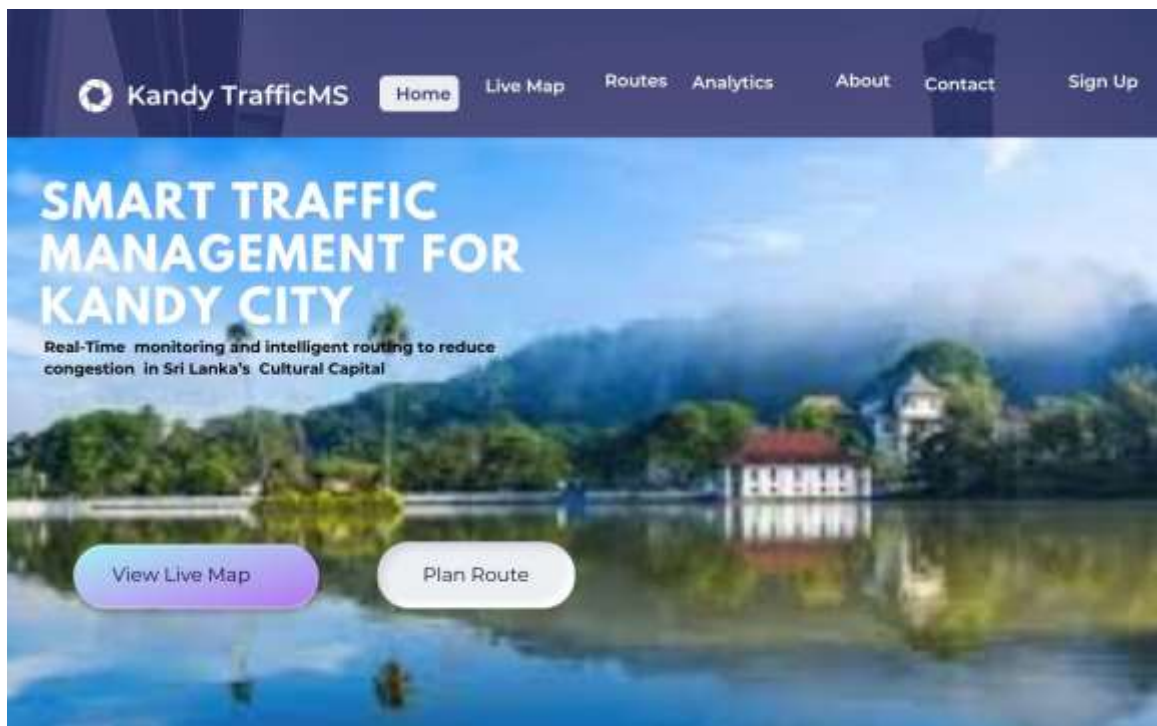 Kandy TrafficMS
Home
Live Map
Routes
Analytics
About
Contact
Sign Up
SMART TRAFFIC
MANAGEMENT FOR
KANDY CITY
Real-Time monitoring and intelligent routing to reduce
congestion in Sri Lanka's Cultural Capital
View Live Map
Plan Route